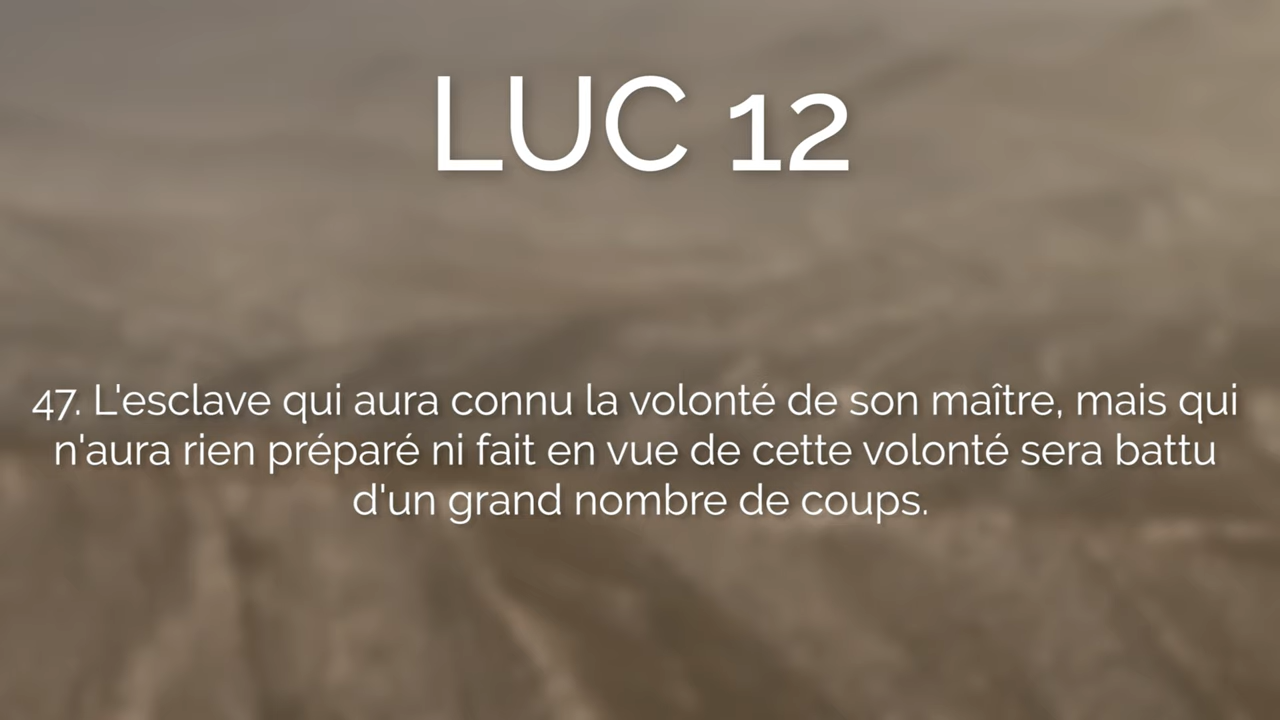 LUC 12
47. L'esclave qui aura connu la volonté de son maître, mais qui
n'aura rien préparé ni fait en vue de cette volonté sera battu
d'un grand nombre de coups.